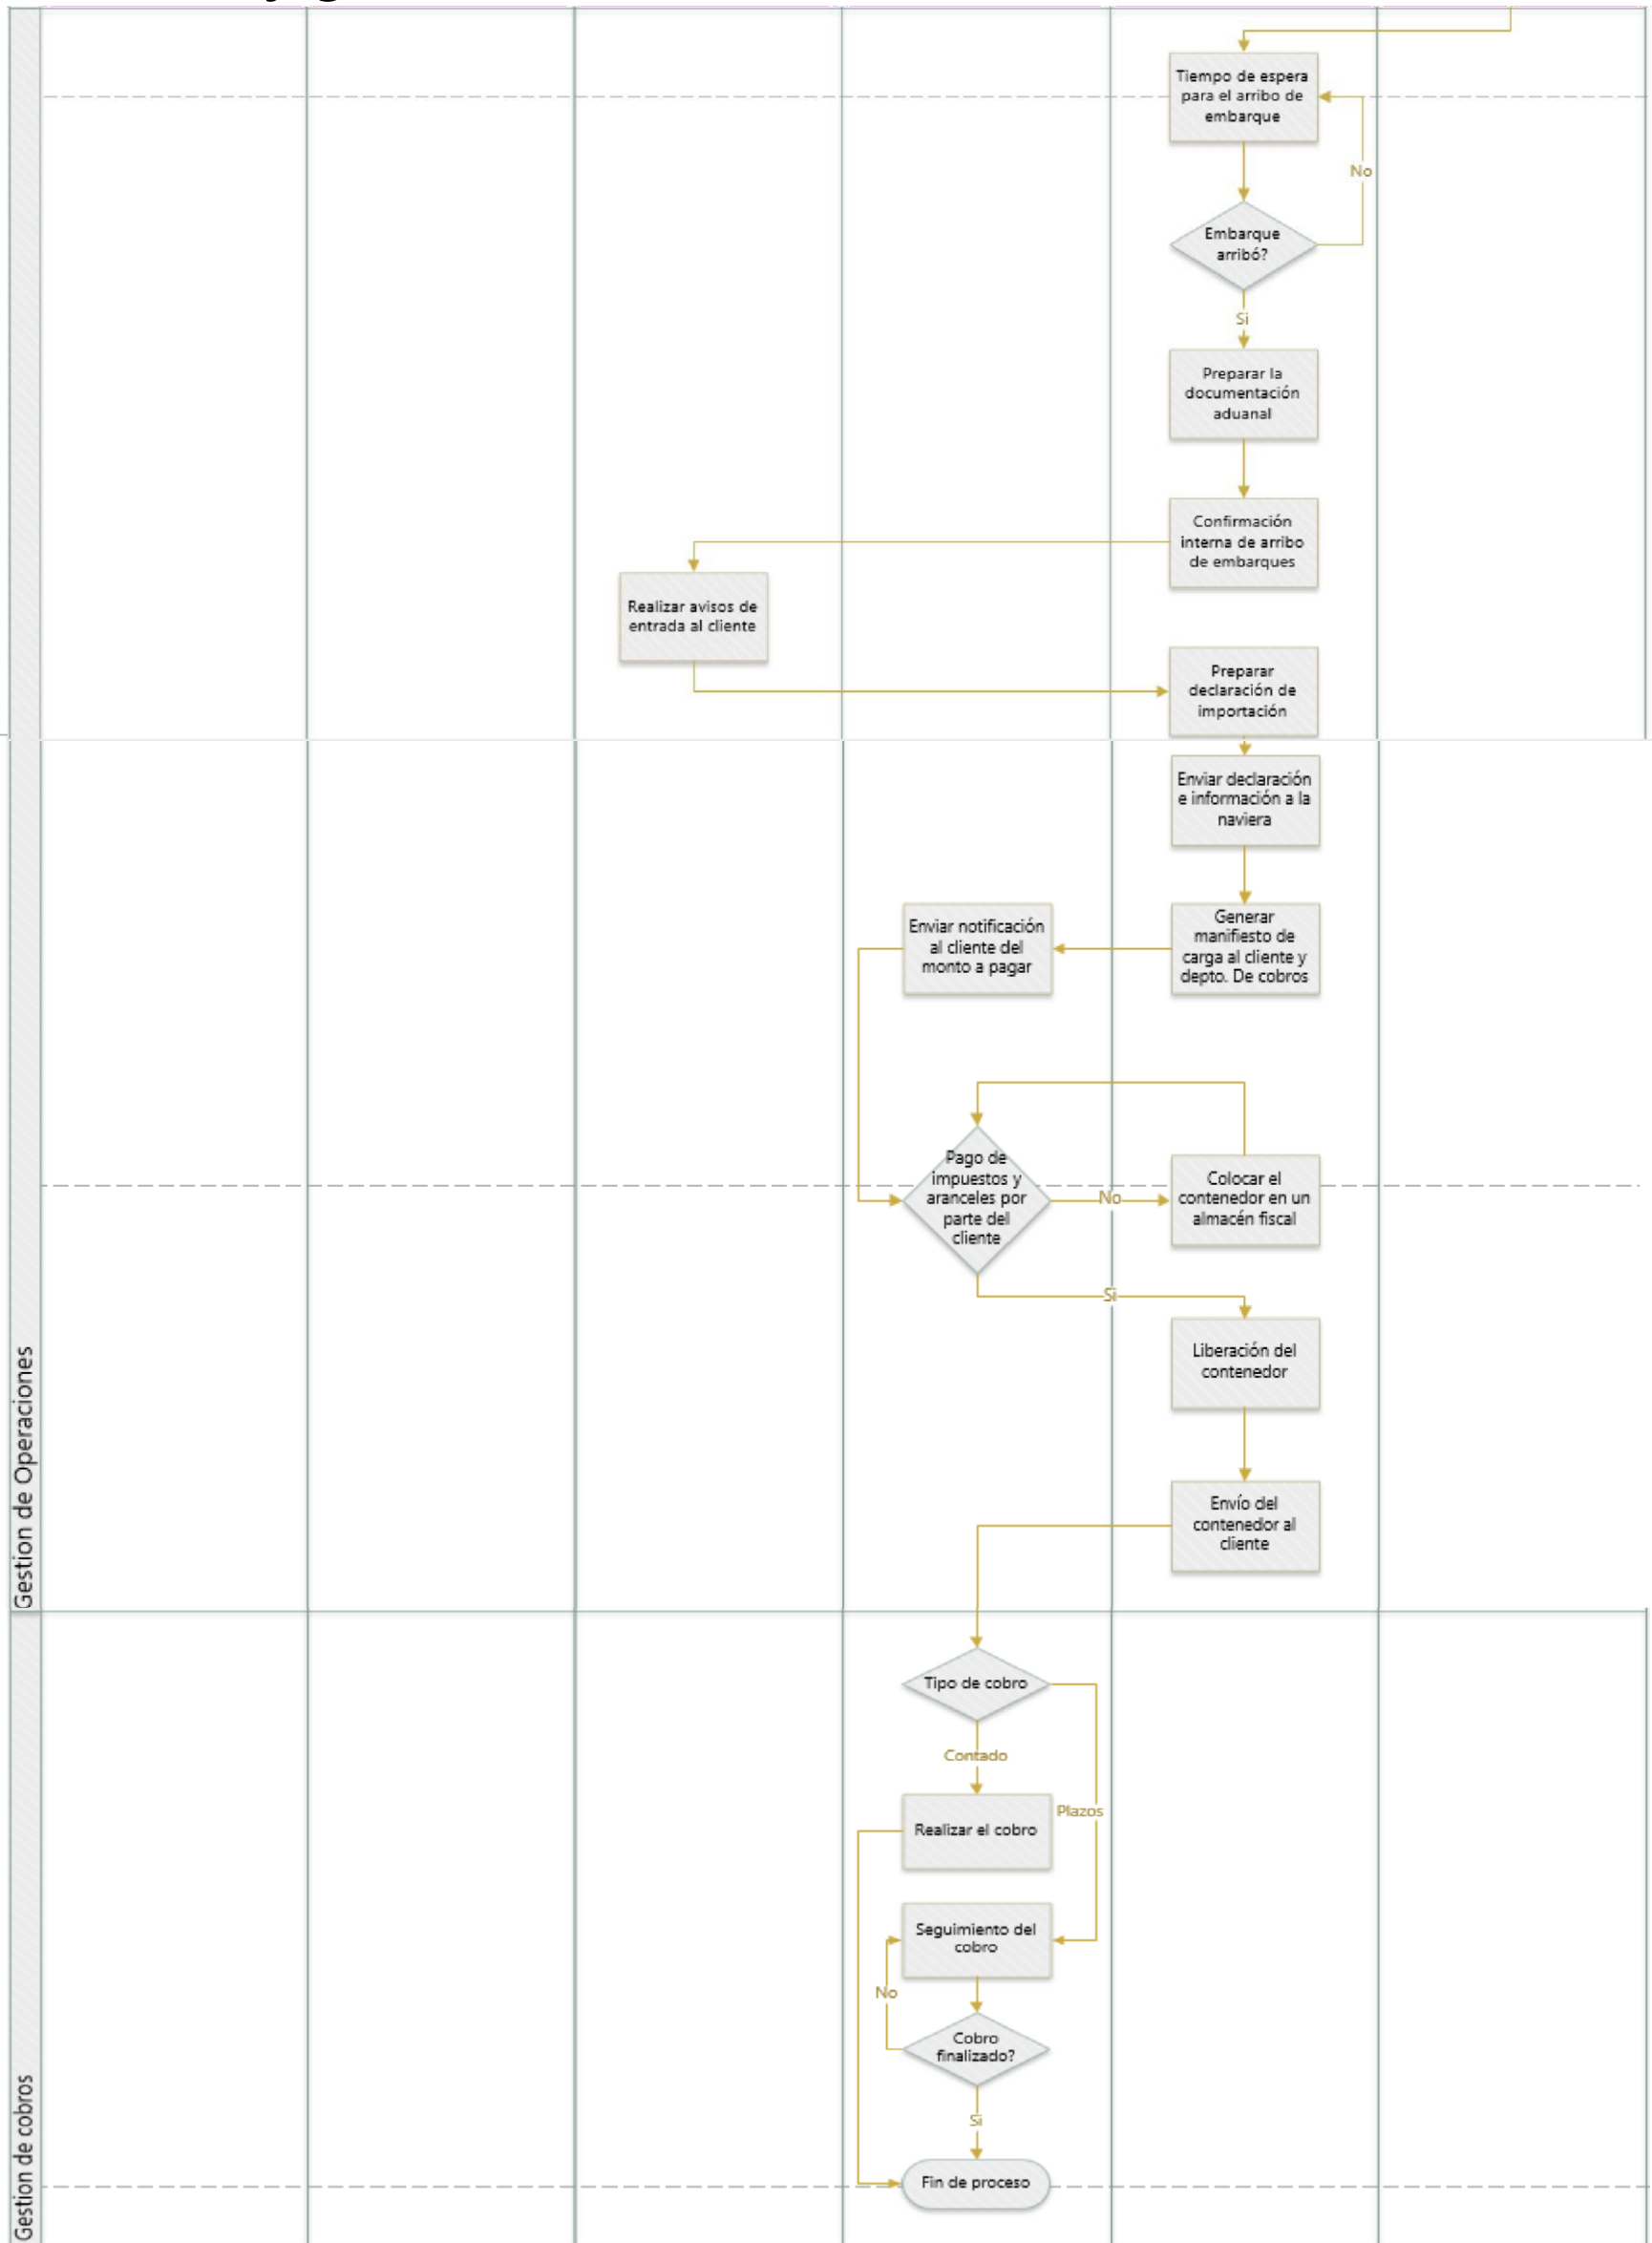 Tiempo de espera
para el arribo de
embarque
No
Embarque
arribó?
Si
Preparar la
documentación
aduanal
Confirmación
interna de arribo
de embarques
Realizar avisos de
entrada al cliente
Preparar
declaración de
importación
Enviar declaración
e información a la
naviera
Generar
manifiesto de
carga al cliente y
depto. De cobros
Enviar notificación
al cliente del
monto a pagar
Pago de
impuestos y
aranceles por
parte del
cliente
No
Colocar el
contenedor en un
almacén fiscal
Si
Liberación del
contenedor
Envío del
contenedor al
cliente
Gestion de Operaciones
Tipo de cobro
Contado
Plazos
Realizar el cobro
Seguimiento del
cobro
No
Cobro
finalizado?
Si
Fin de proceso
Gestion de cobros